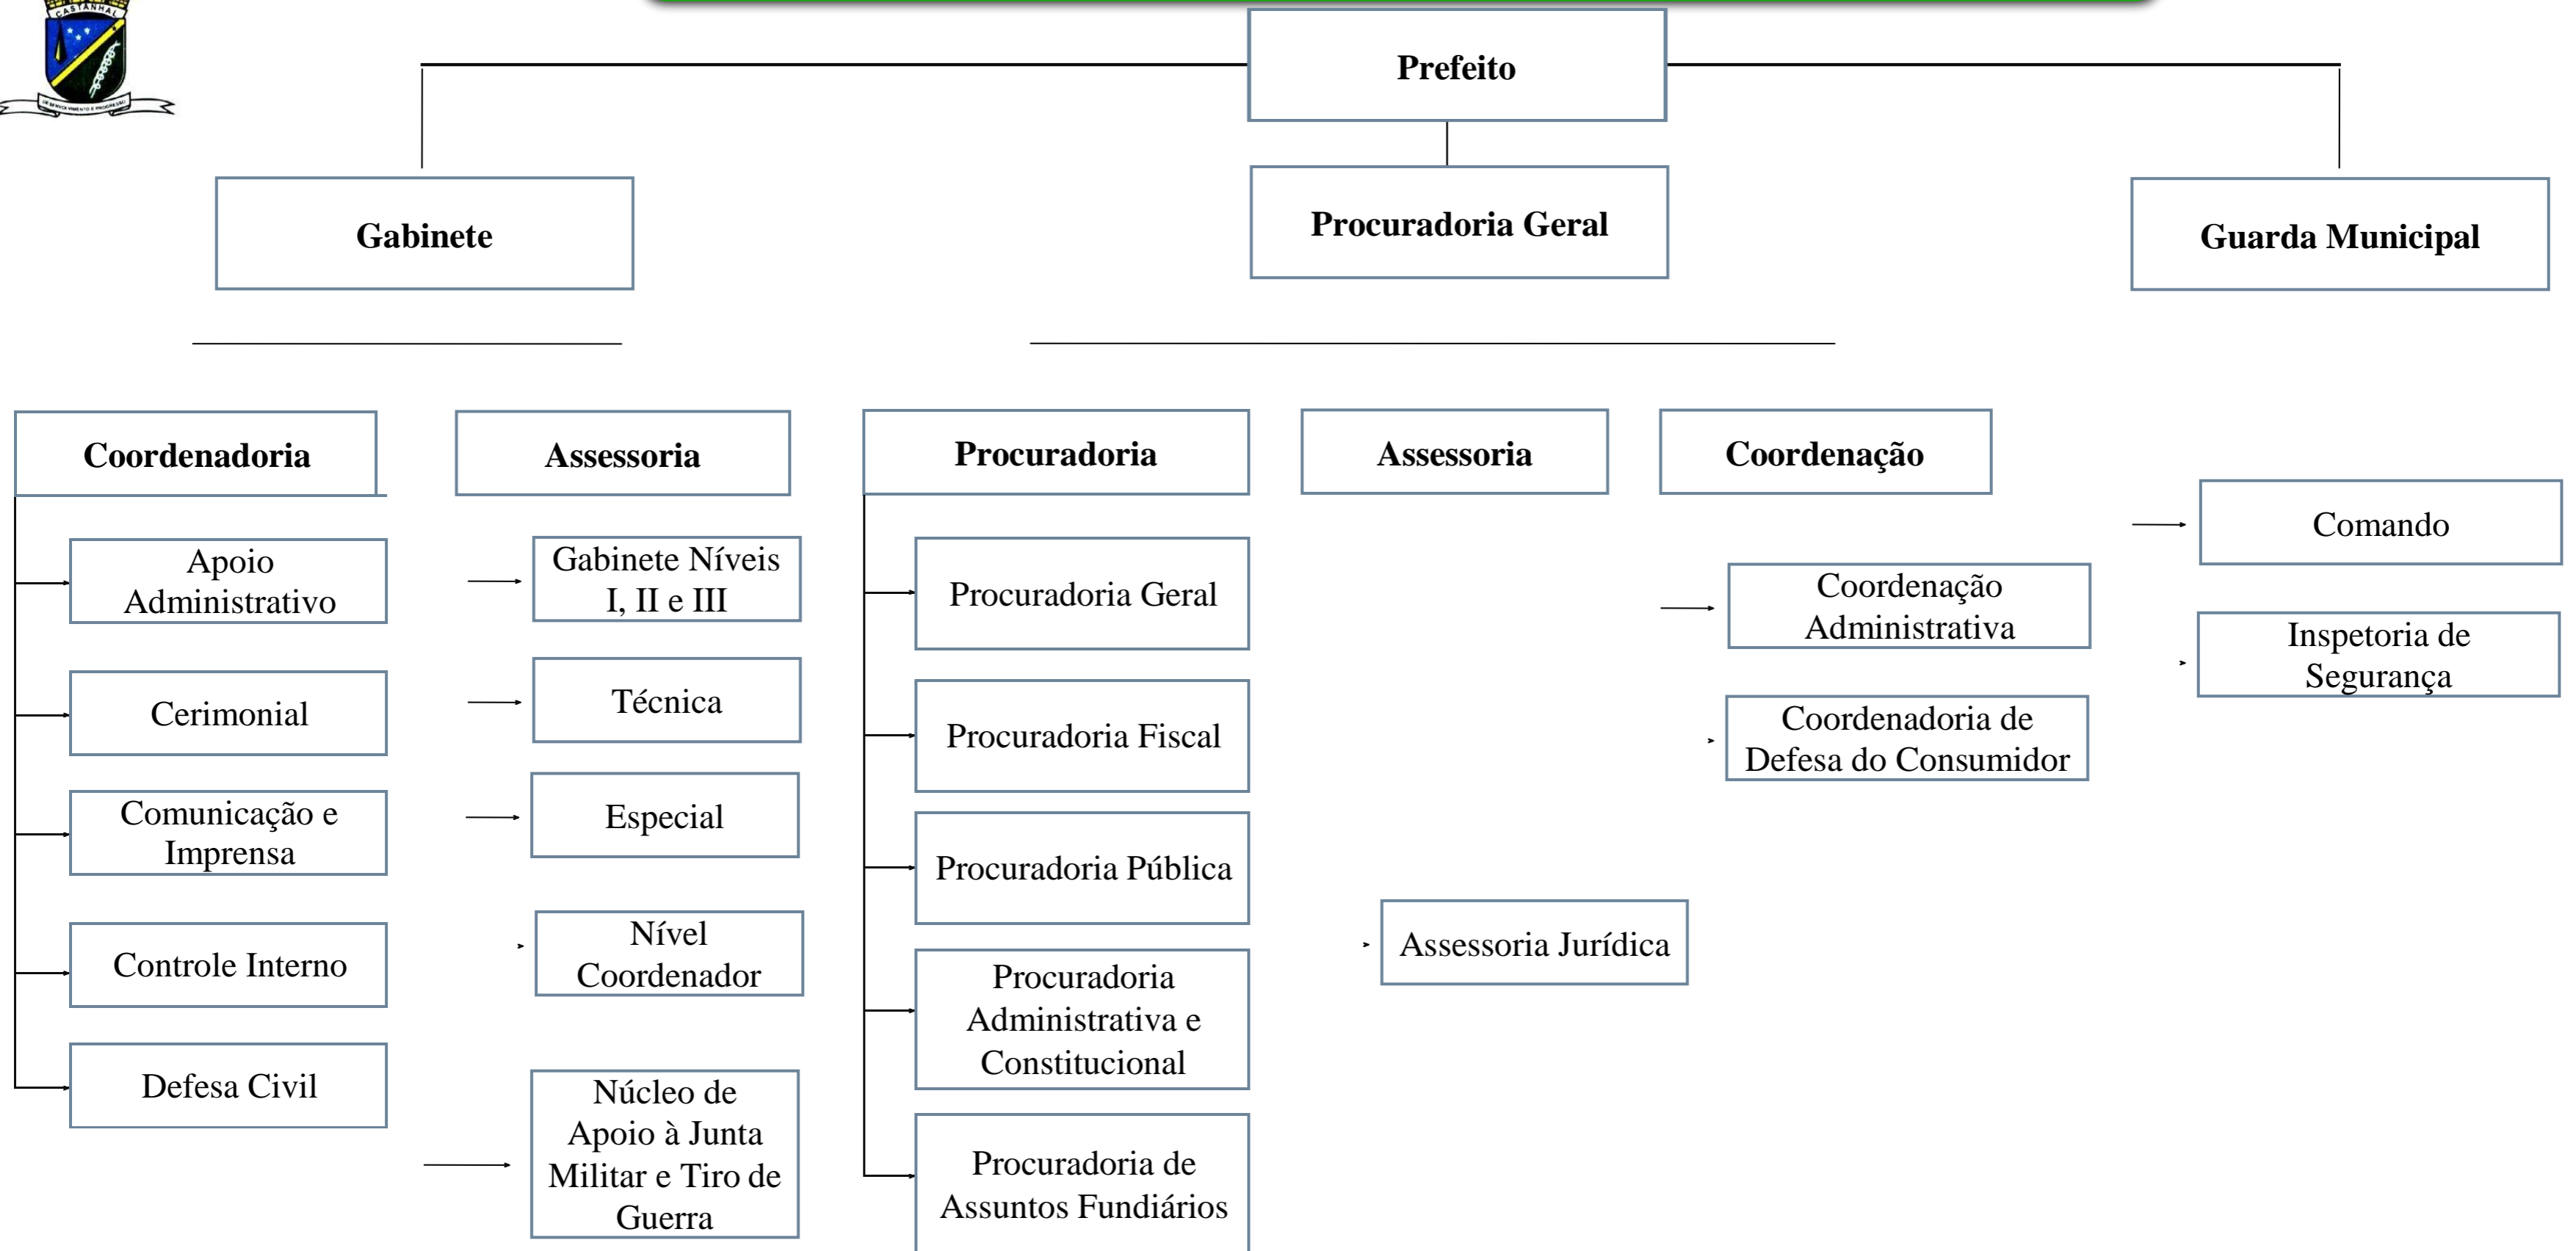 CASTANHAL
Prefeito
Gabinete
Procuradoria Geral
Guarda Municipal
Coordenadoria
Assessoria
Procuradoria
Assessoria
Coordenação
Apoio
Administrativo
Cerimonial
Comunicação e
Imprensa
Controle Interno
Defesa Civil
Gabinete Níveis
I, II e III
Técnica
Especial
Nível
Coordenador
Núcleo de
Apoio à Junta
Militar e Tiro de
Guerra
Procuradoria Geral
Procuradoria Fiscal
Procuradoria Pública
Procuradoria
Administrativa e
Constitucional
Procuradoria de
Assuntos Fundiários
Assessoria Jurídica
Coordenação
Administrativa
Coordenadoria de
Defesa do Consumidor
Comando
Inspetoria de
Segurança